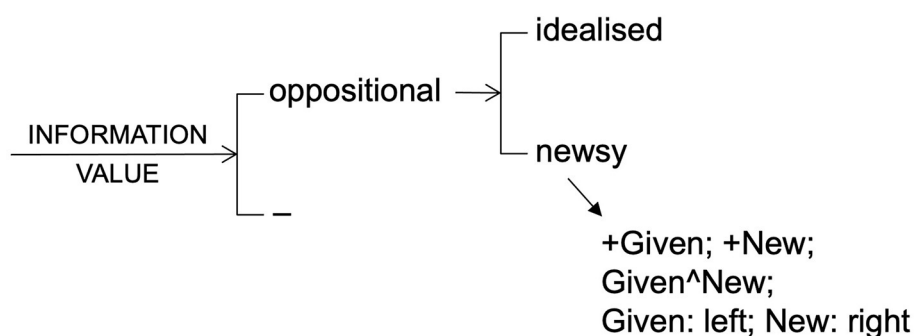 idealised
oppositional
INFORMATION
VALUE
newsy
–
+Given; +New;
Given^New;
Given: left; New: right